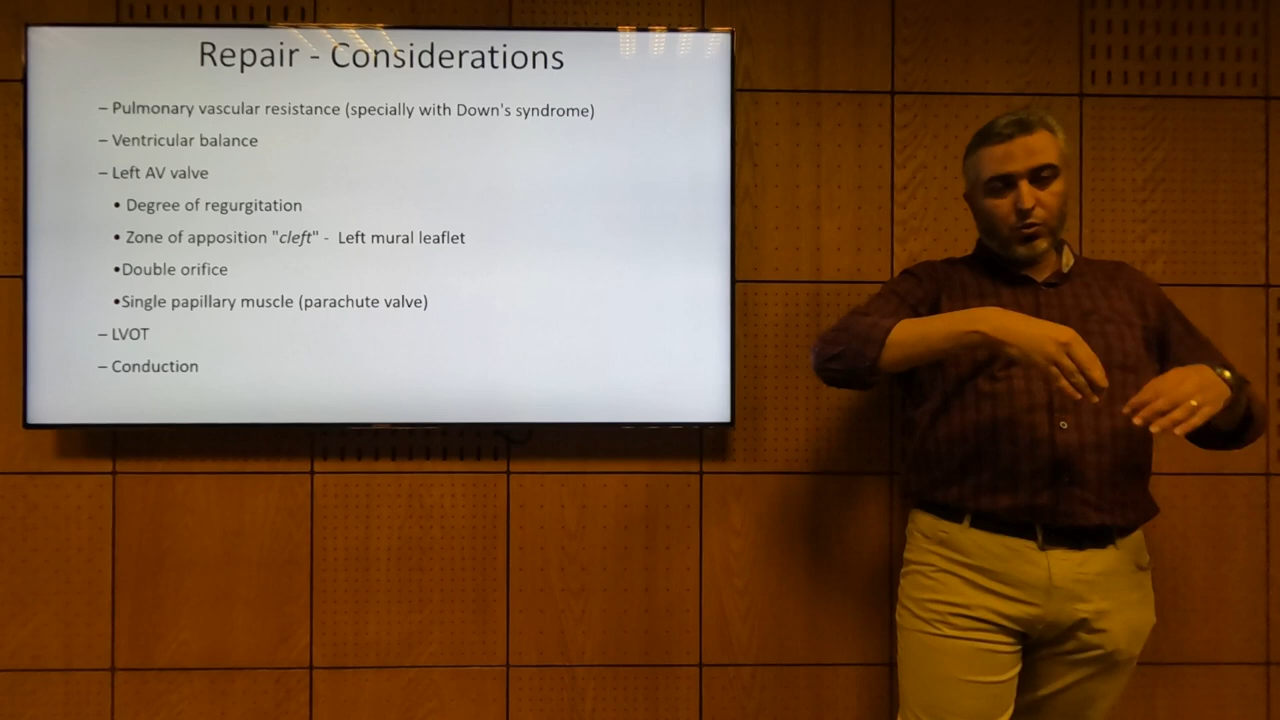 Repair - Considerations
– Pulmonary vascular resistance (specially with Down's syndrome)
– Ventricular balance
– Left AV valve
• Degree of regurgitation
• Zone of apposition "cleft" - Left mural leaflet
•Double orifice
•Single papillary muscle (parachute valve)
– LVOT
– Conduction